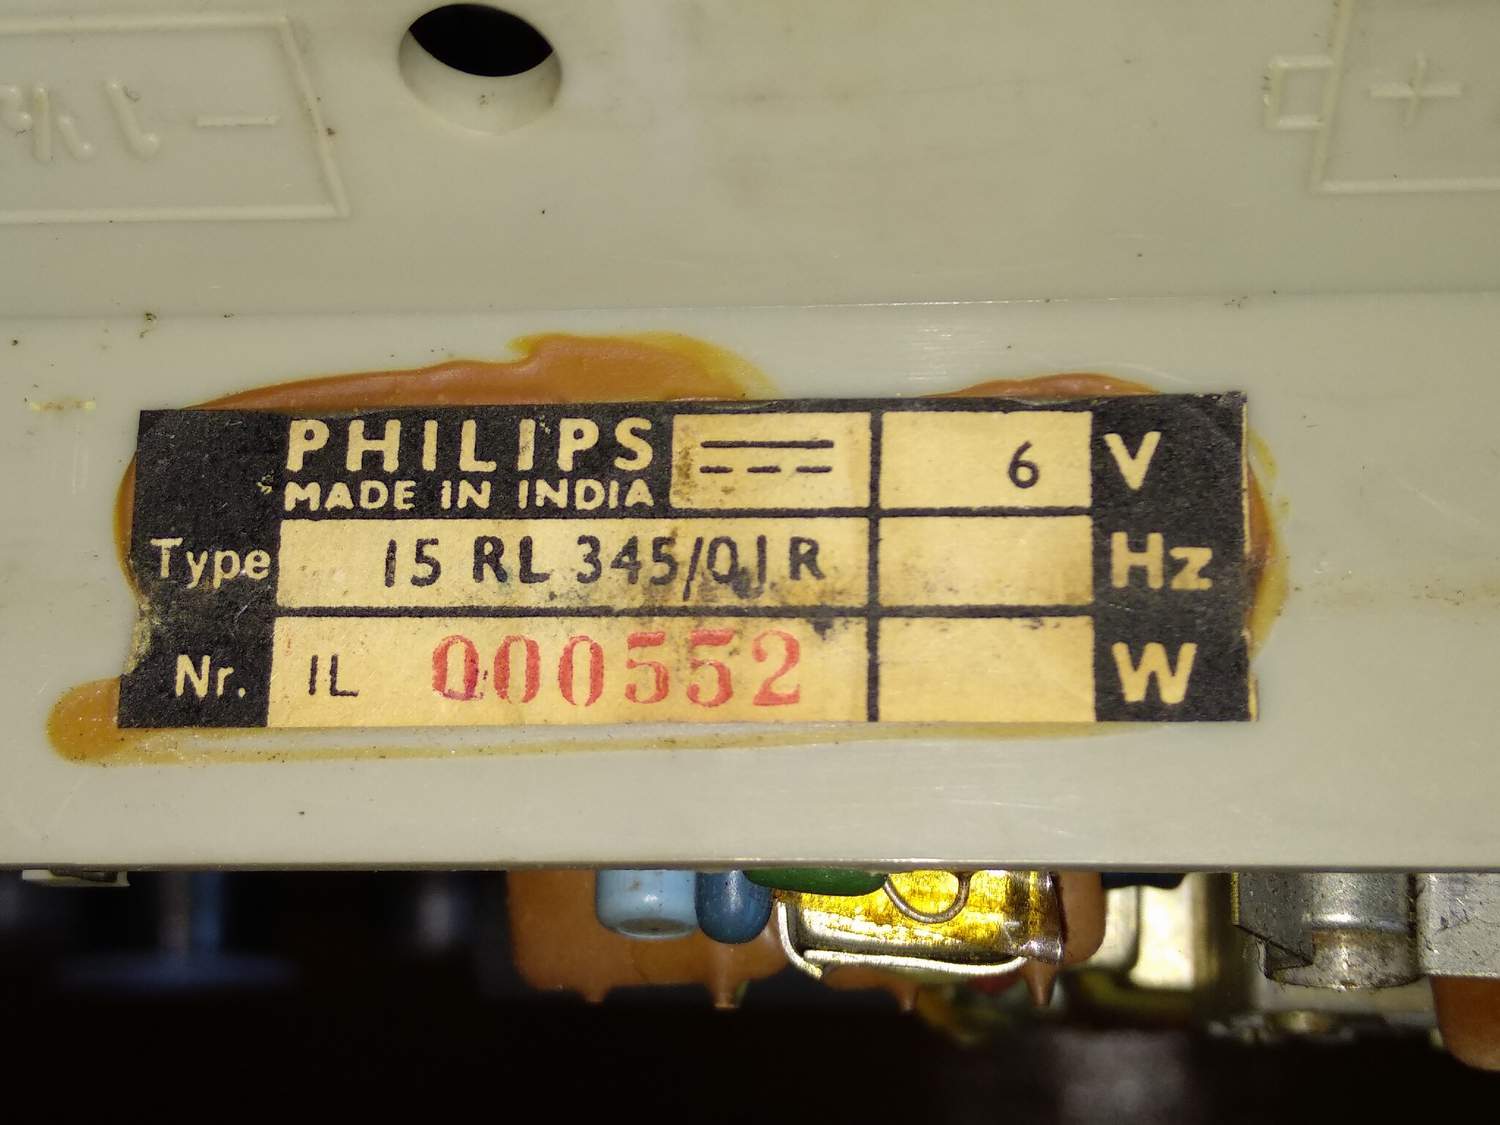 PHILIPS 6 V
MADE IN INDIA
Type 15 RL 345/01R Hz
Nr. IL 000552 W